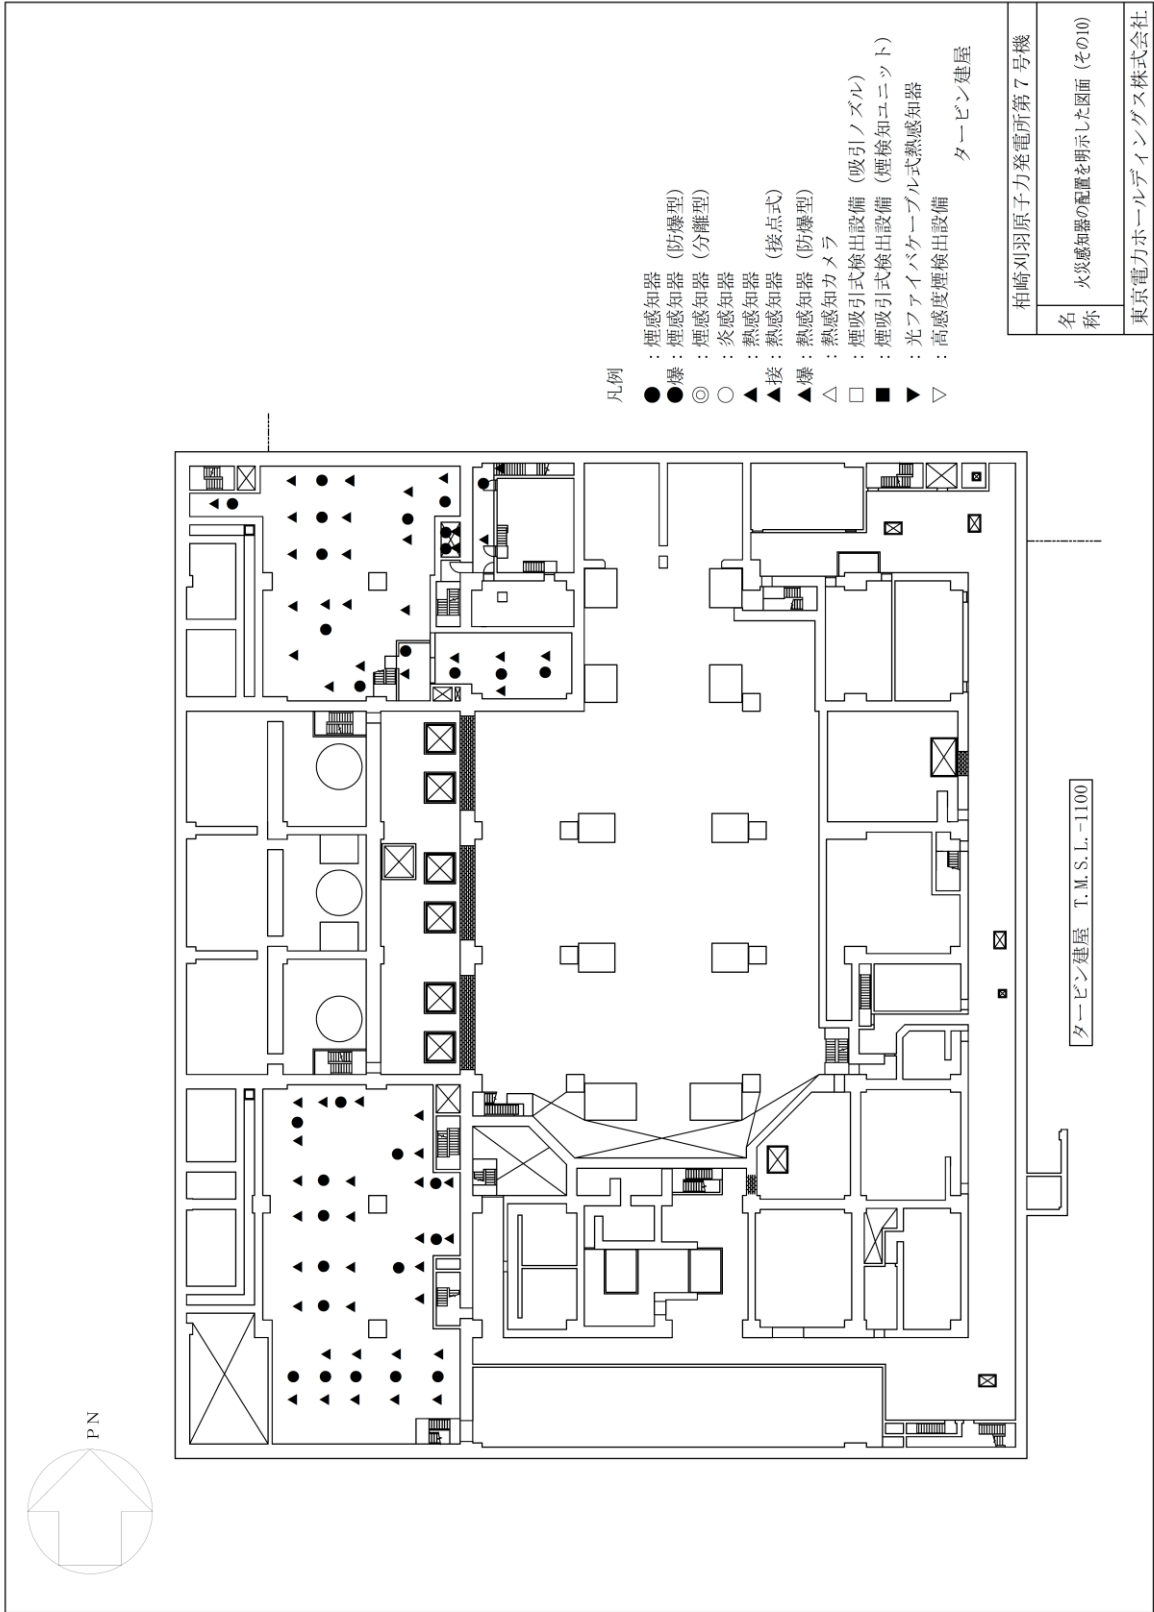 PN
凡例
● : 煙感知器
●爆 : 煙感知器 (防爆型)
◎ : 煙感知器 (分離型)
○ : 炎感知器
▲ : 熱感知器
▲接 : 熱感知器 (接点式)
▲爆 : 熱感知器 (防爆型)
△ : 熱感知カメラ
□ : 煙吸引式検出設備 (吸引ノズル)
■ : 煙吸引式検出設備 (煙検知ユニット)
▼ : 光ファイバケーブル式熱感知器
▽ : 高感度煙検出設備
タービン建屋
タービン建屋 T.M.S.L.-1100
柏崎刈羽原子力発電所第7号機
名称
火災感知器の配置を明示した図面 (その10)
東京電力ホールディングス株式会社